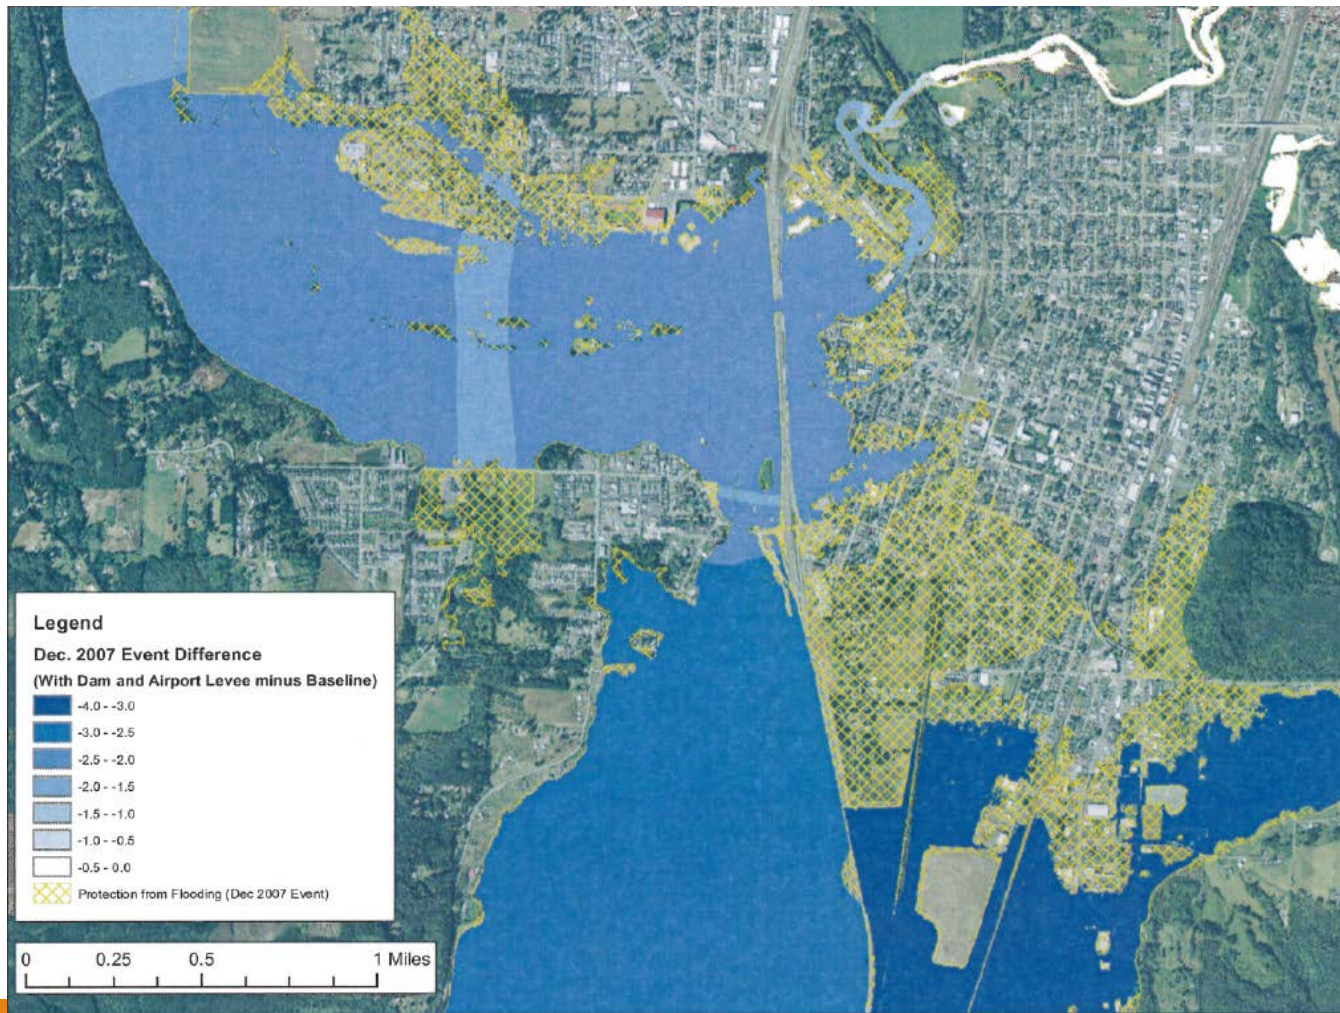 Legend
Dec. 2007 Event Difference
(With Dam and Airport Levee minus Baseline)
-4.0 - -3.0
-3.0 - -2.5
-2.5 - -2.0
-2.0 - -1.5
-1.5 - -1.0
-1.0 - -0.5
-0.5 - 0.0
Protection from Flooding (Dec 2007 Event)
0 0.25 0.5 1 Miles